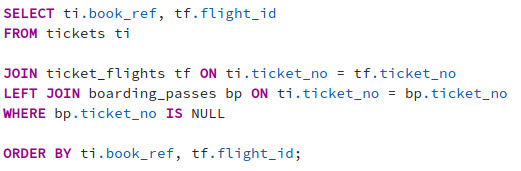 SELECT ti.book_ref, tf.flight_id
FROM tickets ti
JOIN ticket_flights tf ON ti.ticket_no = tf.ticket_no
LEFT JOIN boarding_passes bp ON ti.ticket_no = bp.ticket_no
WHERE bp.ticket_no IS NULL
ORDER BY ti.book_ref, tf.flight_id;